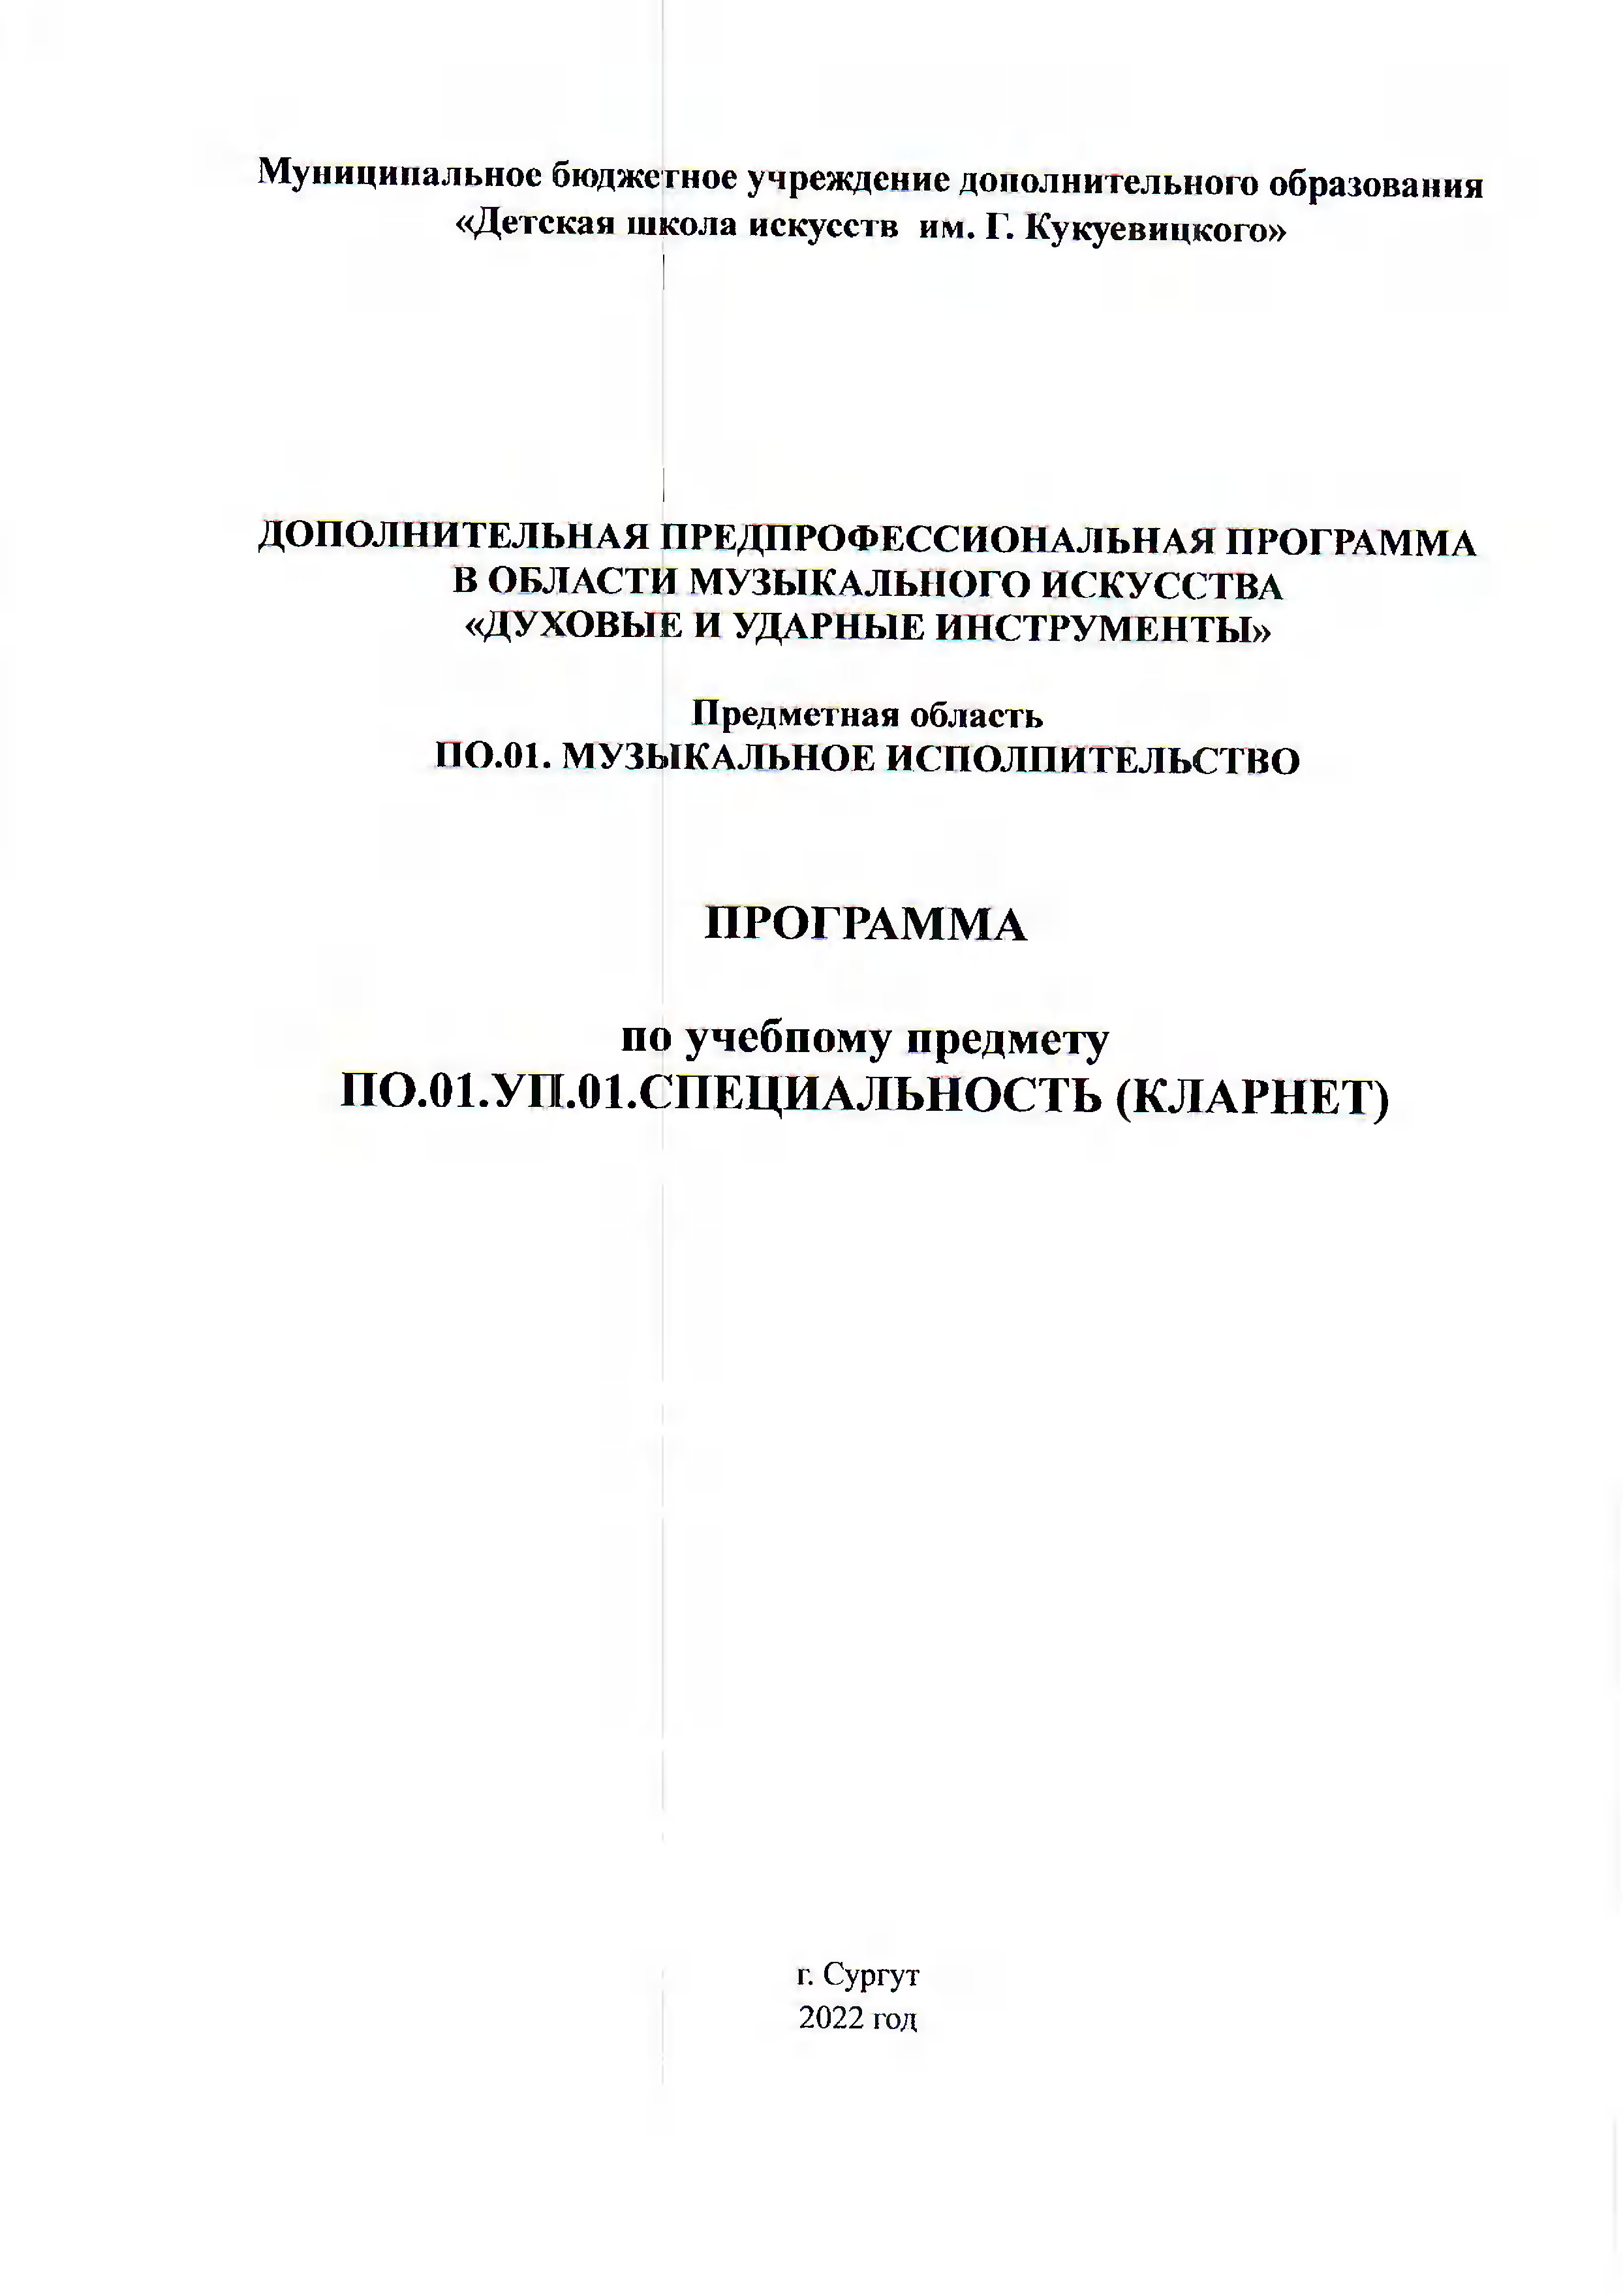 Муниципальное бюджетное учреждение дополнительного образования
«Детская школа искусств им. Г. Кукуевицкого»
ДОПОЛНИТЕЛЬНАЯ ПРЕДПРОФЕССИОНАЛЬНАЯ ПРОГРАММА
В ОБЛАСТИ МУЗЫКАЛЬНОГО ИСКУССТВА
«ДУХОВЫЕ И УДАРНЫЕ ИНСТРУМЕНТЫ»
Предметная область
ПО.01. МУЗЫКАЛЬНОЕ ИСПОЛНИТЕЛЬСТВО
ПРОГРАММА
по учебному предмету
ПО.01.УП.01.СПЕЦИАЛЬНОСТЬ (КЛАРНЕТ)
г. Сургут
2022 год